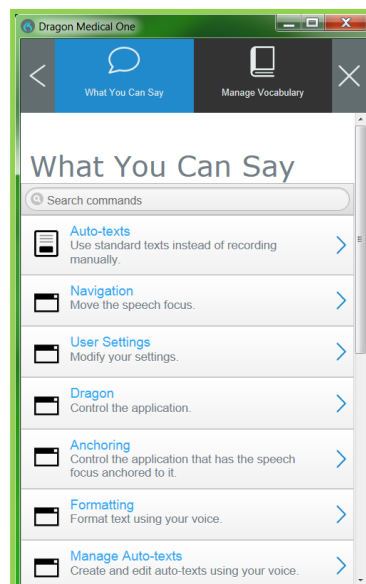 Dragon Medical One
What You Can Say
Manage Vocabulary
What You Can Say
Search commands
Auto-texts
Use standard texts instead of recording
manually.
Navigation
Move the speech focus.
User Settings
Modify your settings.
Dragon
Control the application.
Anchoring
Control the application that has the speech
focus anchored to it.
Formatting
Format text using your voice.
Manage Auto-texts
Create and edit auto-texts using your voice.